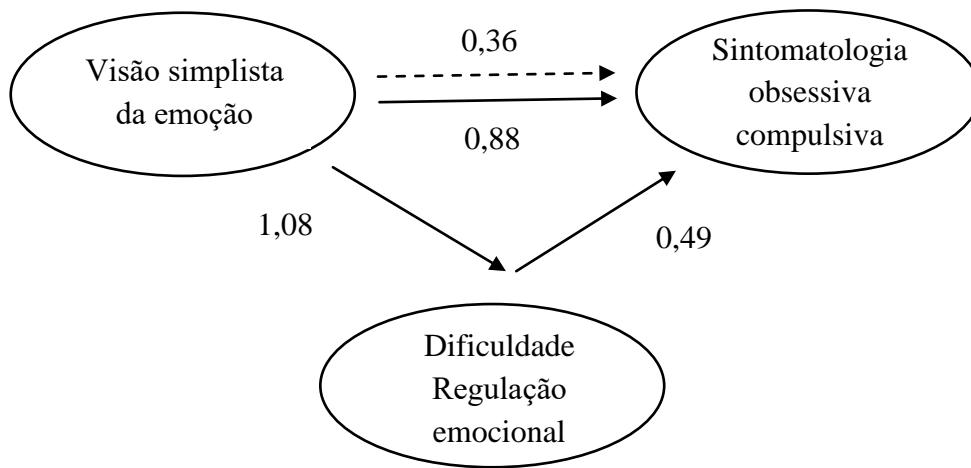 Visão simplista
da emoção
0,36
0,88
Sintomatologia
obsessiva
compulsiva
1,08
0,49
Dificuldade
Regulação
emocional